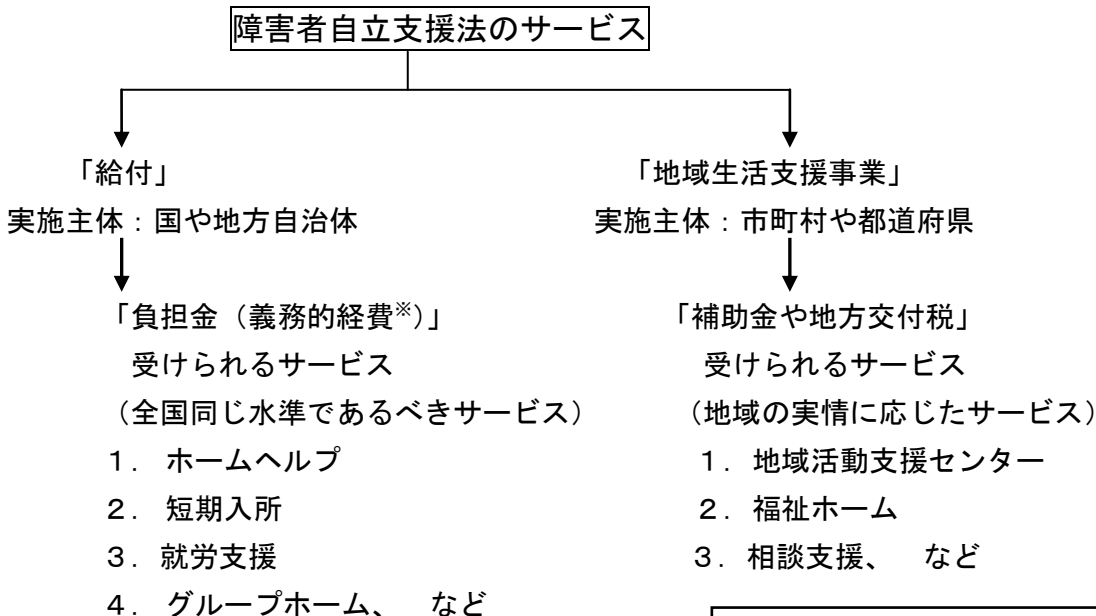 障害者自立支援法のサービス
「給付」
実施主体：国や地方自治体
「負担金（義務的経費※）」
受けられるサービス
（全国同じ水準であるべきサービス）
１．ホームヘルプ
２．短期入所
３．就労支援
４．グループホーム、　など
「地域生活支援事業」
実施主体：市町村や都道府県
「補助金や地方交付税」
受けられるサービス
（地域の実情に応じたサービス）
１．地域活動支援センター
２．福祉ホーム
３．相談支援、　など